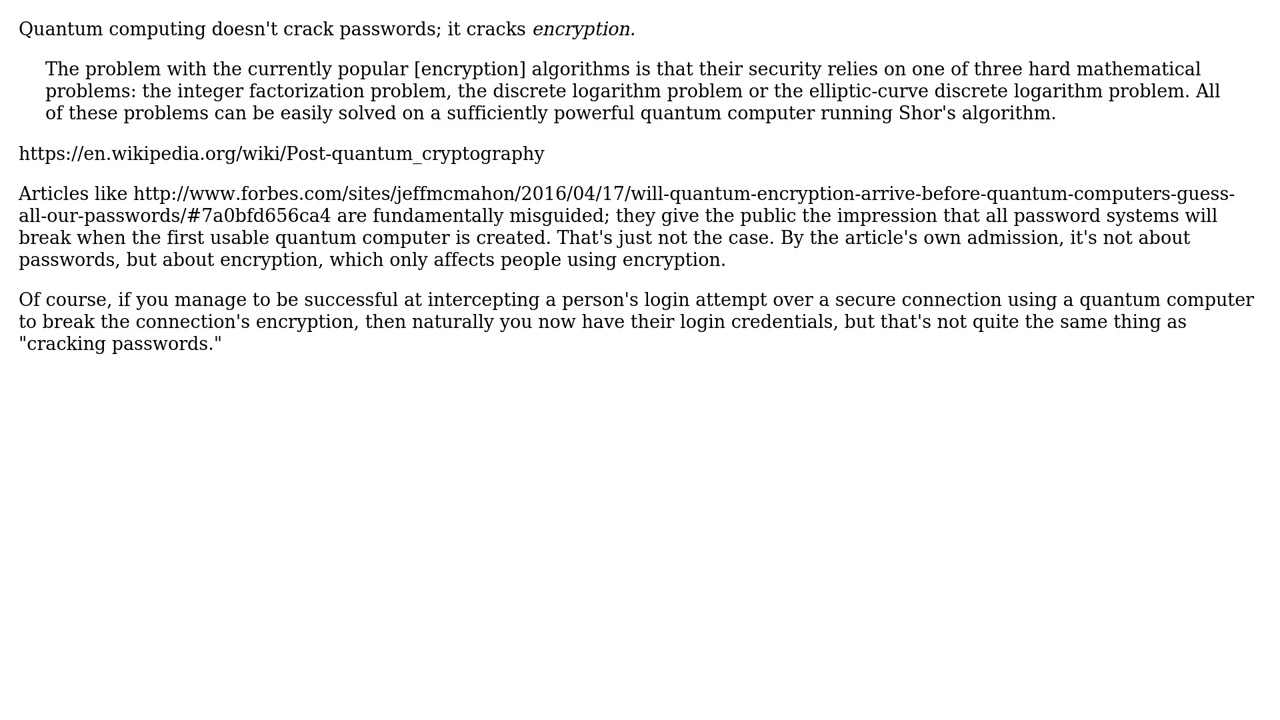 Quantum computing doesn't crack passwords; it cracks encryption.
The problem with the currently popular [encryption] algorithms is that their security relies on one of three hard mathematical
problems: the integer factorization problem, the discrete logarithm problem or the elliptic-curve discrete logarithm problem. All
of these problems can be easily solved on a sufficiently powerful quantum computer running Shor's algorithm.
https://en.wikipedia.org/wiki/Post-quantum_cryptography
Articles like http://www.forbes.com/sites/jeffmcmahon/2016/04/17/will-quantum-encryption-arrive-before-quantum-computers-guess-
all-our-passwords/#7a0bfd656ca4 are fundamentally misguided; they give the public the impression that all password systems will
break when the first usable quantum computer is created. That's just not the case. By the article's own admission, it's not about
passwords, but about encryption, which only affects people using encryption.
Of course, if you manage to be successful at intercepting a person's login attempt over a secure connection using a quantum computer
to break the connection's encryption, then naturally you now have their login credentials, but that's not quite the same thing as
"cracking passwords."